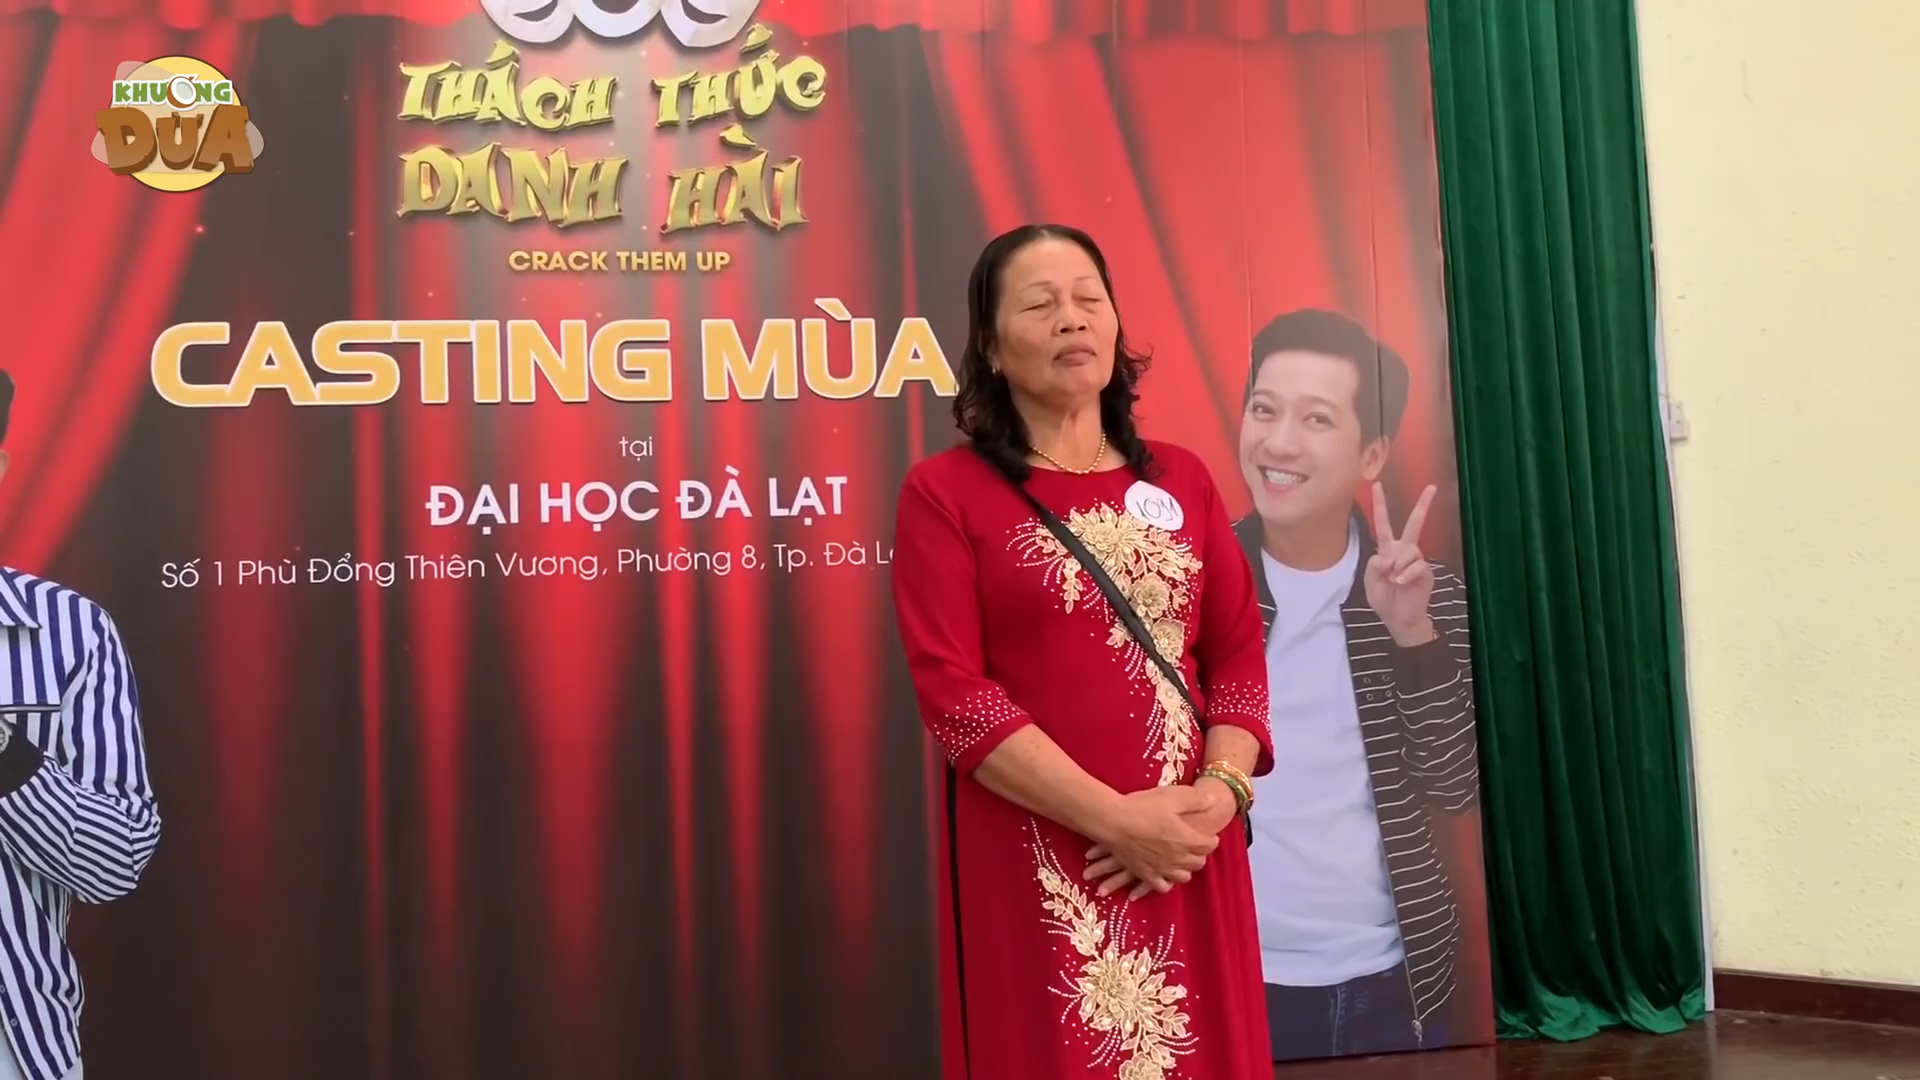 KHƯƠNG
DỪA
THÁCH THỨC
DANH HÀI
CRACK THEM UP
CASTING MÙA
tại
ĐẠI HỌC ĐÀ LẠT
Số 1 Phù Đổng Thiên Vương, Phường 8, Tp. Đà